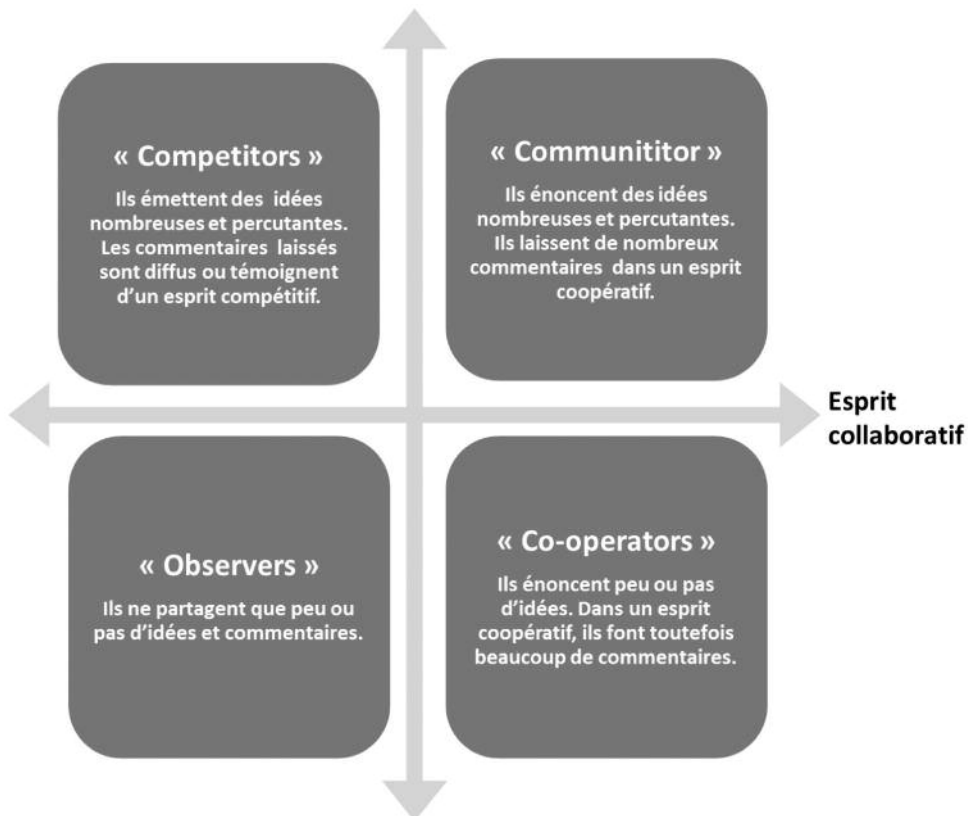 « Competitors »
Ils émettent des idées
nombreuses et percutantes.
Les commentaires laissés
sont diffus ou témoignent
d’un esprit compétitif.
« Communititor »
Ils énoncent des idées
nombreuses et percutantes.
Ils laissent de nombreux
commentaires dans un esprit
coopératif.
Esprit
collaboratif
« Observers »
Ils ne partagent que peu ou
pas d’idées et commentaires.
« Co-operators »
Ils énoncent peu ou pas
d’idées. Dans un esprit
coopératif, ils font toutefois
beaucoup de commentaires.